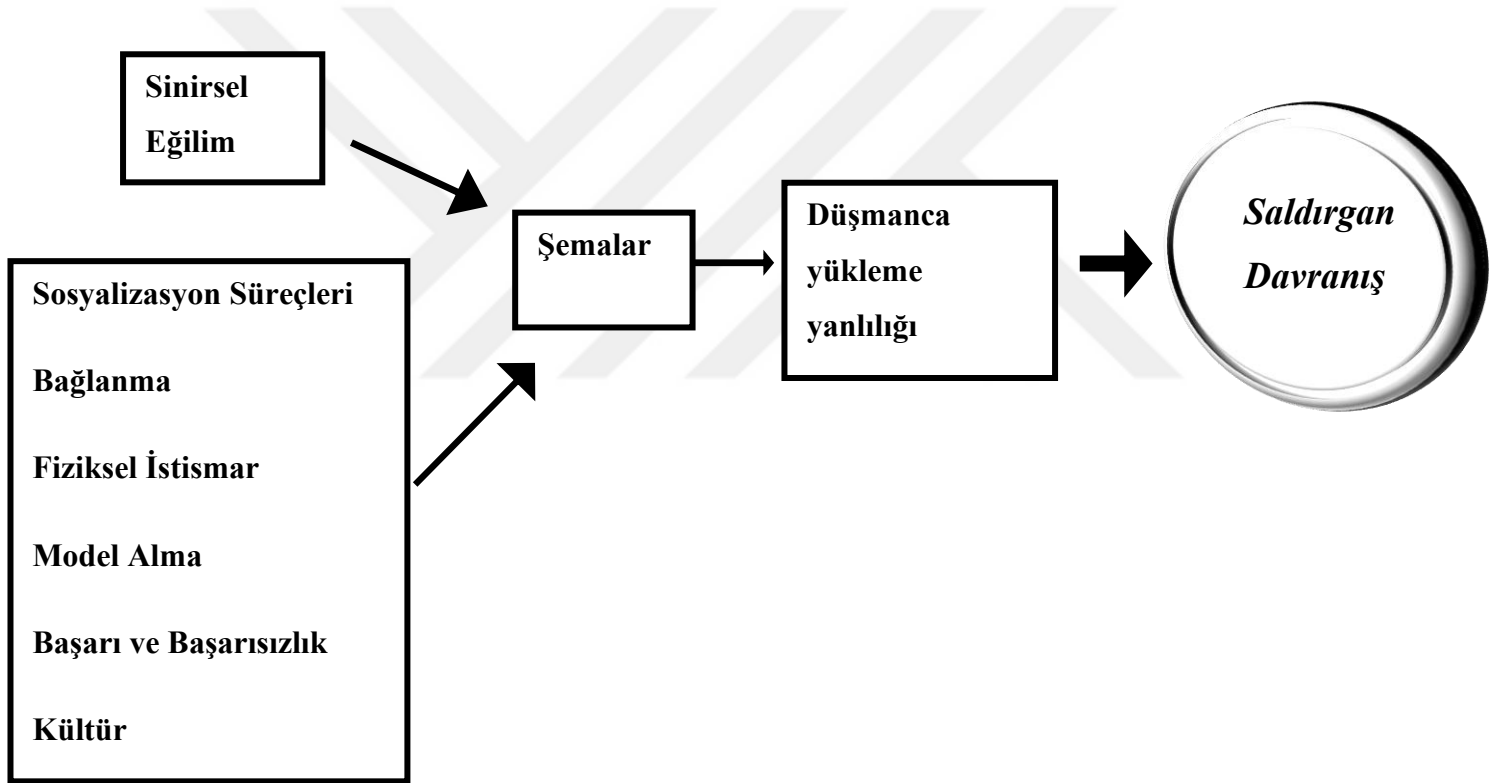 Sinirsel
Eğilim
Sosyalizasyon Süreçleri
Bağlanma
Fiziksel İstismar
Model Alma
Başarı ve Başarısızlık
Kültür
Şemalar
Düşmanca
yükleme
yanlılığı
Saldırgan
Davranış